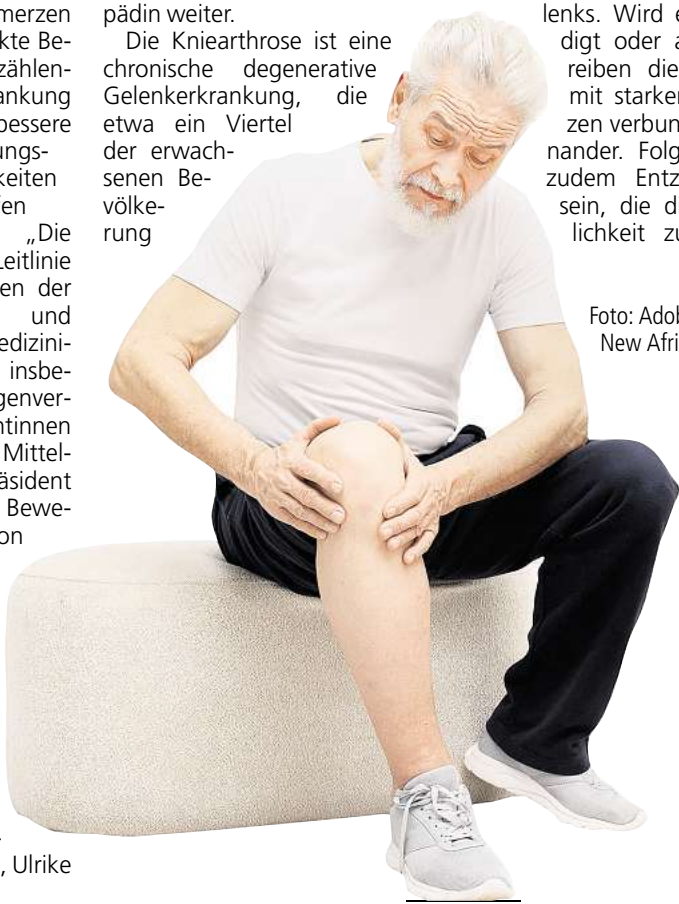 merzen
kte Be-
zählen-
ankung
bessere
ungs-
keiten
en
„Die
Leitlinie
en der
und
edizini-
insbe-
genver-
ntinnen
Mittel-
äsident
Bewe-
on
, Ulrike
pädin weiter.
Die Kniearthrose ist eine
chronische degenerative
Gelenkerkrankung, die
etwa ein Viertel
der erwach-
senen Be-
völke-
rung
lenks. Wird e
digt oder a
reiben die
mit starken
zen verbun
nander. Folg
zudem Entz
sein, die d
lichkeit zu
Foto: Adob
New Afri